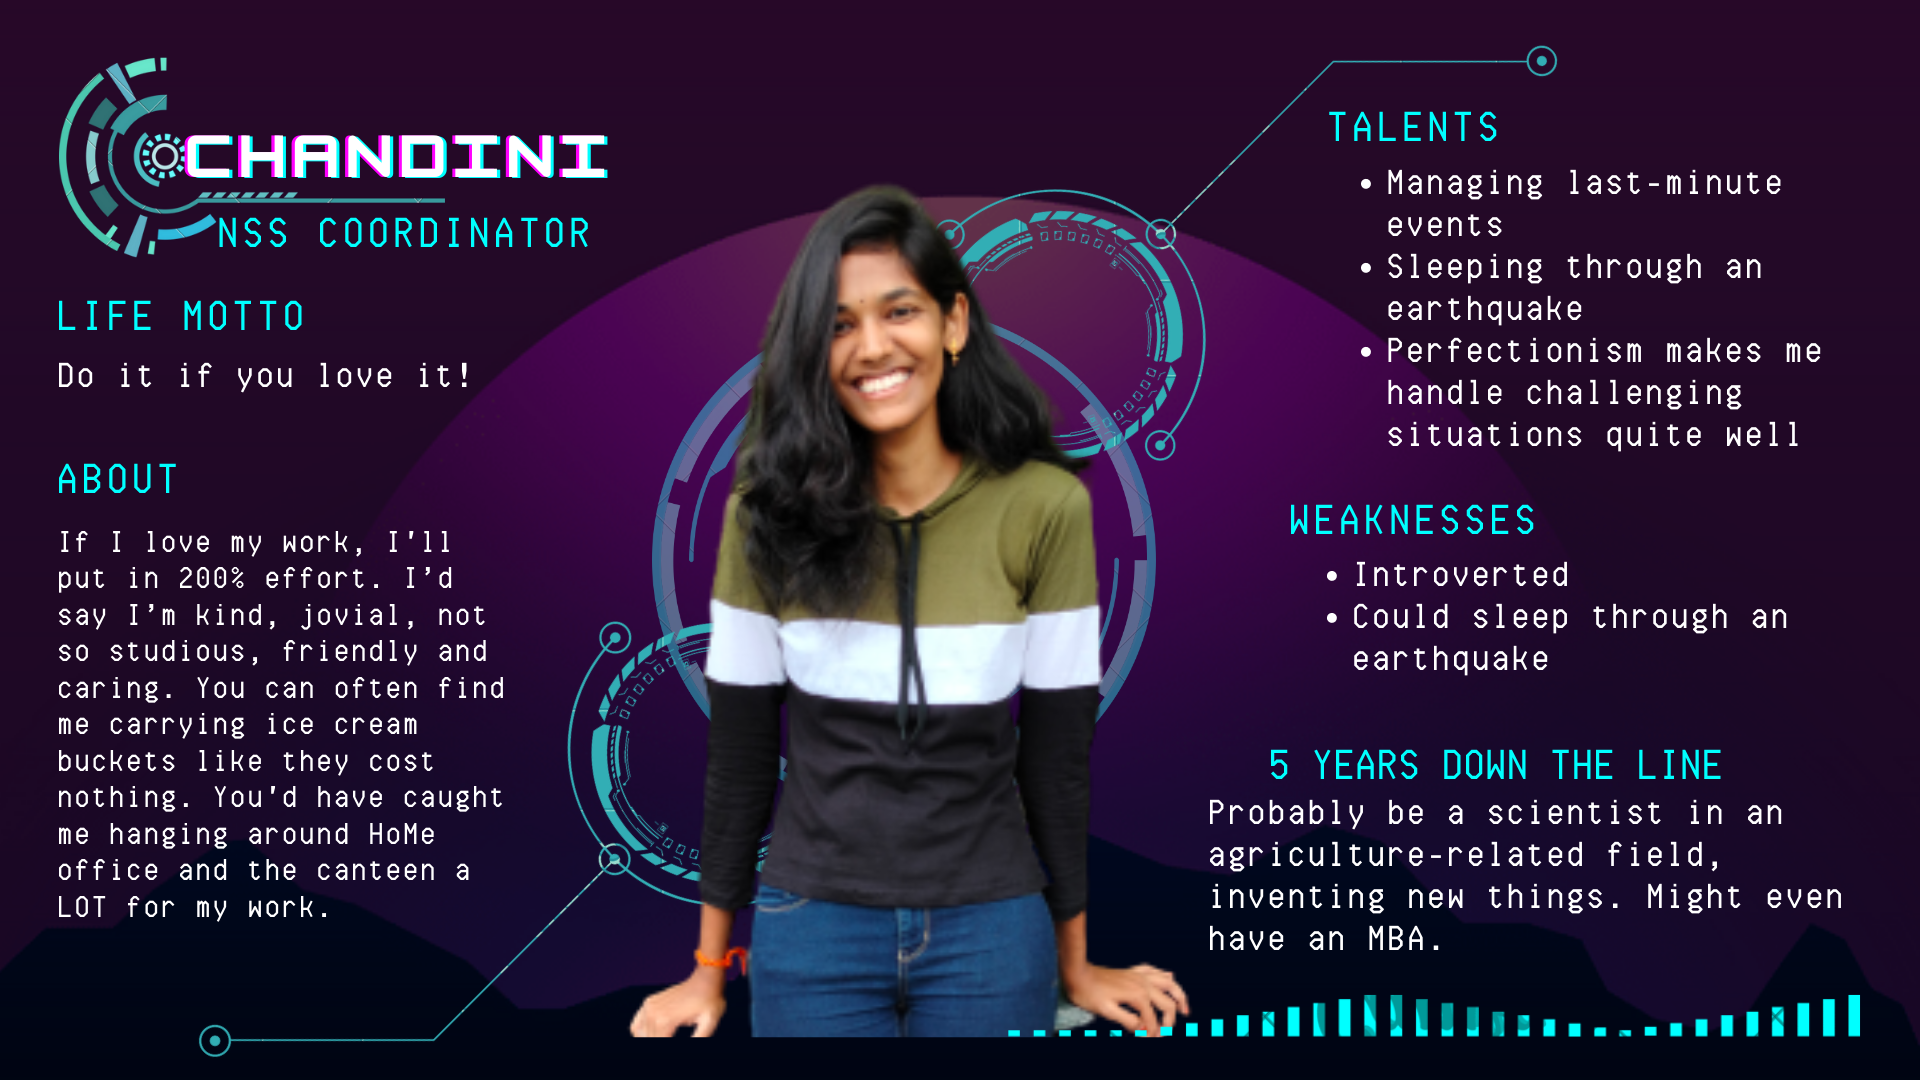 CHANDINI
NSS COORDINATOR
LIFE MOTTO
Do it if you love it!
ABOUT
If I love my work, I'll
put in 200% effort. I’d
say I’m kind, jovial, not
so studious, friendly and
caring. You can often find
me carrying ice cream
buckets like they cost
nothing. You'd have caught
me hanging around HoMe
office and the canteen a
LOT for my work.
TALENTS
• Managing last-minute
events
• Sleeping through an
earthquake
• Perfectionism makes me
handle challenging
situations quite well
WEAKNESSES
• Introverted
• Could sleep through an
earthquake
5 YEARS DOWN THE LINE
Probably be a scientist in an
agriculture-related field,
inventing new things. Might even
have an MBA.